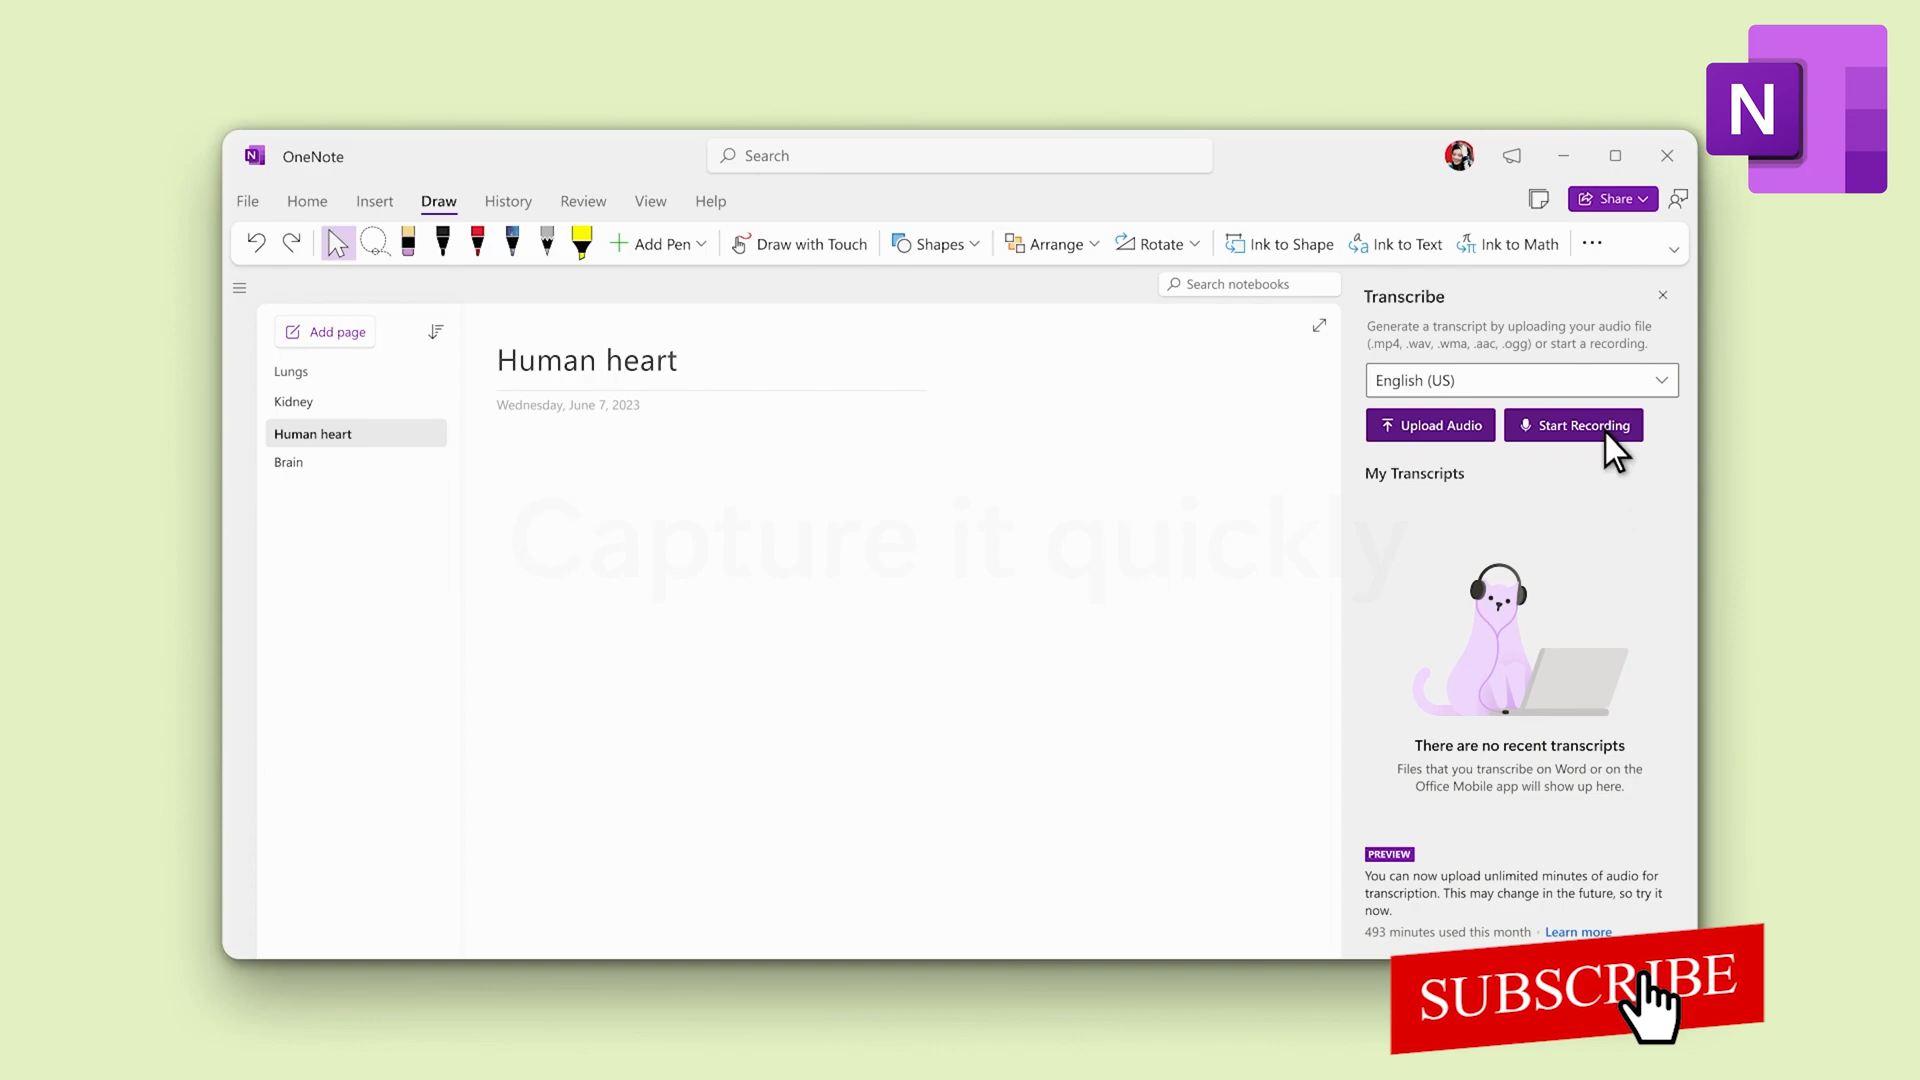 N
N
OneNote
Search
File
Home
Insert
Draw
History
Review
View
Help
Share
Add Pen
Draw with Touch
Shapes
Arrange
Rotate
Ink to Shape
Ink to Text
Ink to Math
Search notebooks
Add page
Lungs
Kidney
Human heart
Brain
Human heart
Wednesday, June 7, 2023
Capture it quickly
Transcribe
Generate a transcript by uploading your audio file
(.mp4, .wav, .wma, .aac, .ogg) or start a recording.
English (US)
Upload Audio
Start Recording
My Transcripts
There are no recent transcripts
Files that you transcribe on Word or on the
Office Mobile app will show up here.
PREVIEW
You can now upload unlimited minutes of audio for
transcription. This may change in the future, so try it
now.
493 minutes used this month · Learn more
SUBSCRIBE